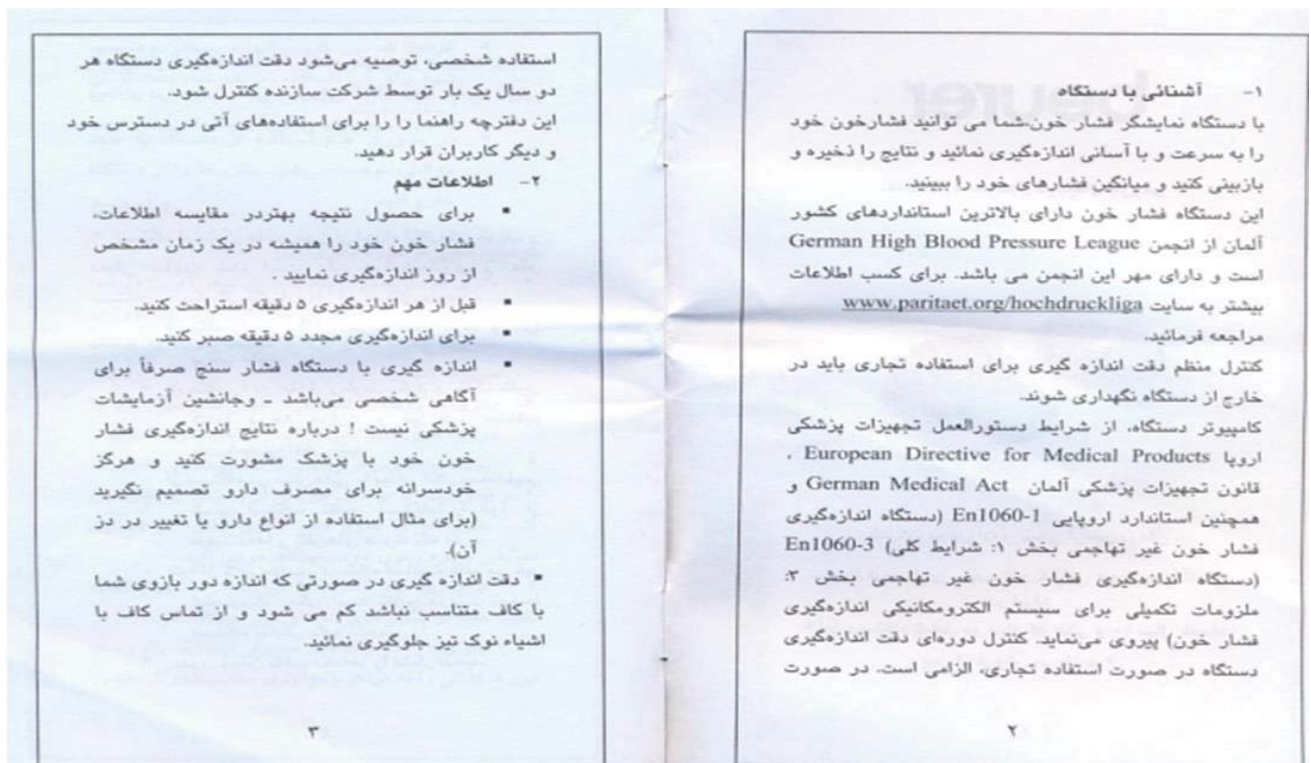 ۱- آشنائی با دستگاه
با دستگاه نمایشگر فشار خون،شما می توانید فشارخون خود
را به سرعت و با آسانی اندازه‌گیری نمائید و نتایج را ذخیره و
بازبینی کنید و میانگین فشارهای خود را ببینید.
این دستگاه فشار خون دارای بالاترین استانداردهای کشور
آلمان از انجمن German High Blood Pressure League
است و دارای مهر این انجمن می باشد. برای کسب اطلاعات
بیشتر به سایت www.paritaet.org/hochdruckliga
مراجعه فرمائید.
کنترل منظم دقت اندازه گیری برای استفاده تجاری باید در
خارج از دستگاه نگهداری شوند.
کامپیوتر دستگاه، از شرایط دستورالعمل تجهیزات پزشکی
اروپا European Directive for Medical Products ،
قانون تجهیزات پزشکی آلمان German Medical Act و
همچنین استاندارد اروپایی En1060-1 (دستگاه اندازه‌گیری
فشار خون غیر تهاجمی بخش ۱: شرایط کلی) En1060-3
(دستگاه اندازه‌گیری فشار خون غیر تهاجمی بخش ۳:
ملزومات تکمیلی برای سیستم الکترومکانیکی اندازه‌گیری
فشار خون) پیروی می‌نماید. کنترل دوره‌ای دقت اندازه‌گیری
دستگاه در صورت استفاده تجاری، الزامی است. در صورت
۲
استفاده شخصی، توصیه می‌شود دقت اندازه‌گیری دستگاه هر
دو سال یک بار توسط شرکت سازنده کنترل شود.
این دفترچه راهنما را را برای استفاده‌های آتی در دسترس خود
و دیگر کاربران قرار دهید.
۲- اطلاعات مهم
▪ برای حصول نتیجه بهتردر مقایسه اطلاعات،
فشار خون خود را همیشه در یک زمان مشخص
از روز اندازه‌گیری نمایید .
▪ قبل از هر اندازه‌گیری ۵ دقیقه استراحت کنید.
▪ برای اندازه‌گیری مجدد ۵ دقیقه صبر کنید.
▪ اندازه گیری با دستگاه فشار سنج صرفاً برای
آگاهی شخصی می‌باشد ـ وجانشین آزمایشات
پزشکی نیست ! درباره نتایج اندازه‌گیری فشار
خون خود با پزشک مشورت کنید و هرگز
خودسرانه برای مصرف دارو تصمیم نگیرید
(برای مثال استفاده از انواع دارو یا تغییر در دز
آن).
▪ دقت اندازه گیری در صورتی که اندازه دور بازوی شما
با کاف متناسب نباشد کم می شود و از تماس کاف با
اشیاء نوک تیز جلوگیری نمائید.
۳